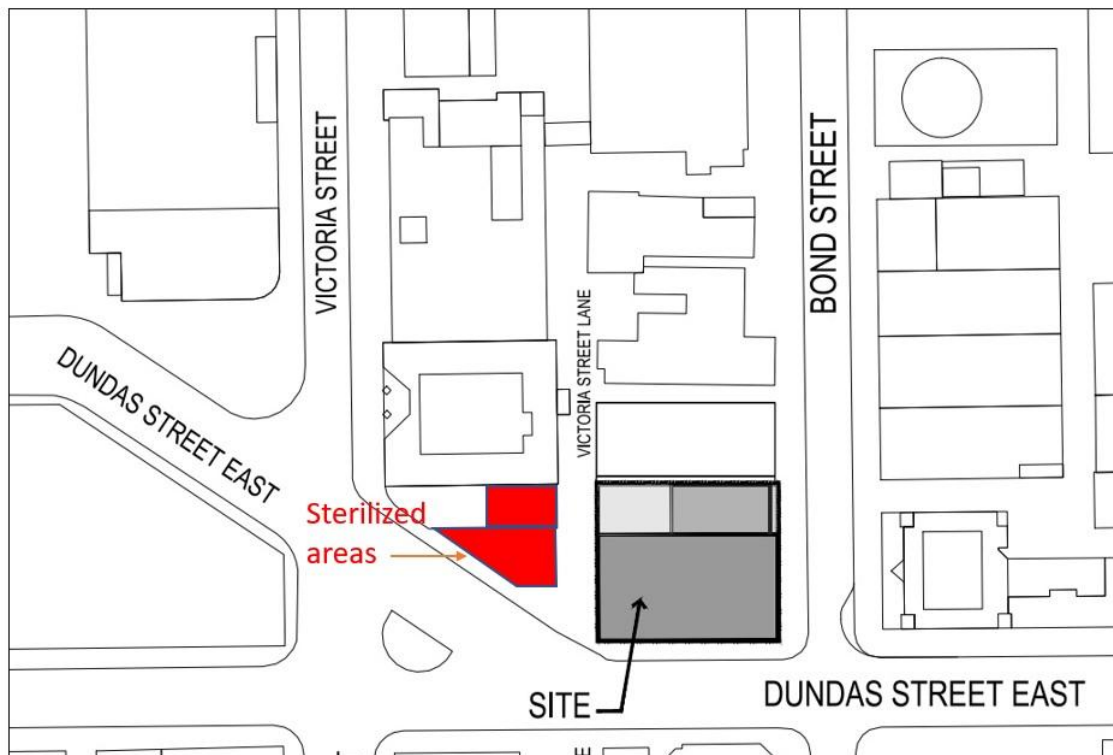 VICTORIA STREET
BOND STREET
VICTORIA STREET LANE
DUNDAS STREET EAST
Sterilized
areas
SITE
DUNDAS STREET EAST